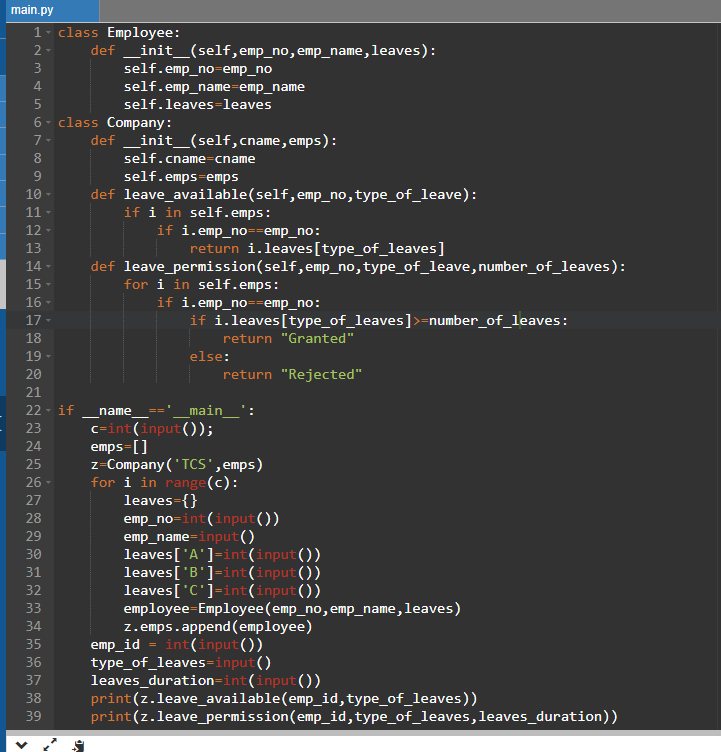 main.py
1 class Employee:
2     def __init__(self,emp_no,emp_name,leaves):
3         self.emp_no=emp_no
4         self.emp_name=emp_name
5         self.leaves=leaves
6 class Company:
7     def __init__(self,cname,emps):
8         self.cname=cname
9         self.emps=emps
10     def leave_available(self,emp_no,type_of_leave):
11         if i in self.emps:
12             if i.emp_no==emp_no:
13                 return i.leaves[type_of_leaves]
14     def leave_permission(self,emp_no,type_of_leave,number_of_leaves):
15         for i in self.emps:
16             if i.emp_no==emp_no:
17                 if i.leaves[type_of_leaves]>=number_of_leaves:
18                     return "Granted"
19                 else:
20                     return "Rejected"
21
22 if __name__=='__main__':
23     c=int(input());
24     emps=[]
25     z=Company('TCS',emps)
26     for i in range(c):
27         leaves={}
28         emp_no=int(input())
29         emp_name=input()
30         leaves['A']=int(input())
31         leaves['B']=int(input())
32         leaves['C']=int(input())
33         employee=Employee(emp_no,emp_name,leaves)
34         z.emps.append(employee)
35     emp_id = int(input())
36     type_of_leaves=input()
37     leaves_duration=int(input())
38     print(z.leave_available(emp_id,type_of_leaves))
39     print(z.leave_permission(emp_id,type_of_leaves,leaves_duration))